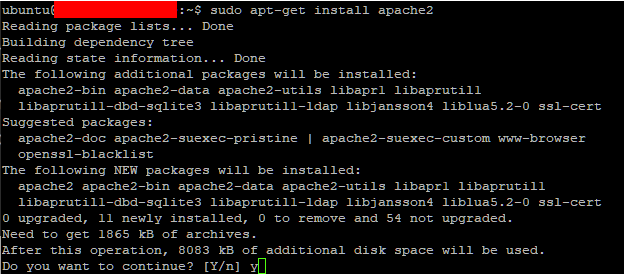 ubuntu@ :~$ sudo apt-get install apache2
Reading package lists... Done
Building dependency tree
Reading state information... Done
The following additional packages will be installed:
  apache2-bin apache2-data apache2-utils libapr1 libaprutil1
  libaprutil1-dbd-sqlite3 libaprutil1-ldap libjansson4 liblua5.2-0 ssl-cert
Suggested packages:
  apache2-doc apache2-suexec-pristine | apache2-suexec-custom www-browser
  openssl-blacklist
The following NEW packages will be installed:
  apache2 apache2-bin apache2-data apache2-utils libapr1 libaprutil1
  libaprutil1-dbd-sqlite3 libaprutil1-ldap libjansson4 liblua5.2-0 ssl-cert
0 upgraded, 11 newly installed, 0 to remove and 54 not upgraded.
Need to get 1865 kB of archives.
After this operation, 8083 kB of additional disk space will be used.
Do you want to continue? [Y/n] y